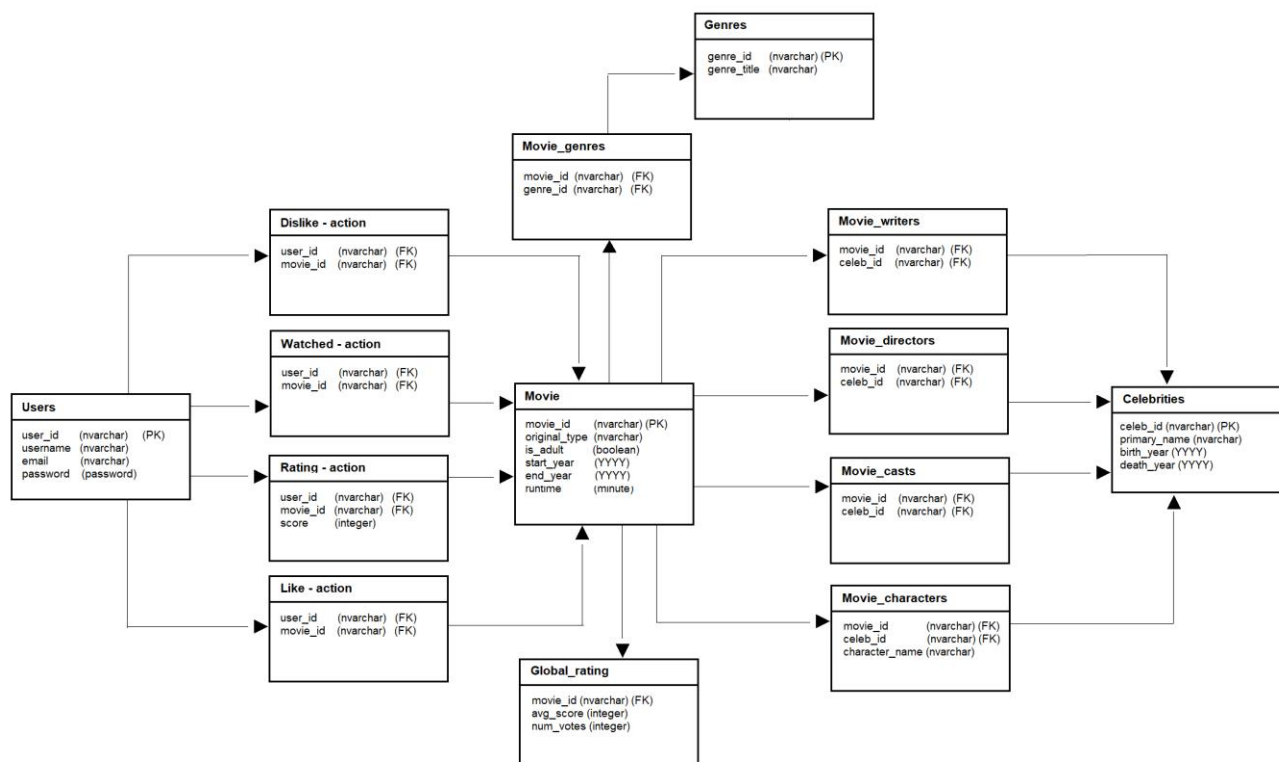 Genres
genre_id (nvarchar) (PK)
genre_title (nvarchar)
Movie_genres
movie_id (nvarchar) (FK)
genre_id (nvarchar) (FK)
Dislike - action
user_id (nvarchar) (FK)
movie_id (nvarchar) (FK)
Movie_writers
movie_id (nvarchar) (FK)
celeb_id (nvarchar) (FK)
Watched - action
user_id (nvarchar) (FK)
movie_id (nvarchar) (FK)
Movie_directors
movie_id (nvarchar) (FK)
celeb_id (nvarchar) (FK)
Users
user_id (nvarchar) (PK)
username (nvarchar)
email (nvarchar)
password (password)
Movie
movie_id (nvarchar) (PK)
original_type (nvarchar)
is_adult (boolean)
start_year (YYYY)
end_year (YYYY)
runtime (minute)
Celebrities
celeb_id (nvarchar) (PK)
primary_name (nvarchar)
birth_year (YYYY)
death_year (YYYY)
Rating - action
user_id (nvarchar) (FK)
movie_id (nvarchar) (FK)
score (integer)
Movie_casts
movie_id (nvarchar) (FK)
celeb_id (nvarchar) (FK)
Like - action
user_id (nvarchar) (FK)
movie_id (nvarchar) (FK)
Movie_characters
movie_id (nvarchar) (FK)
celeb_id (nvarchar) (FK)
character_name (nvarchar)
Global_rating
movie_id (nvarchar) (FK)
avg_score (integer)
num_votes (integer)